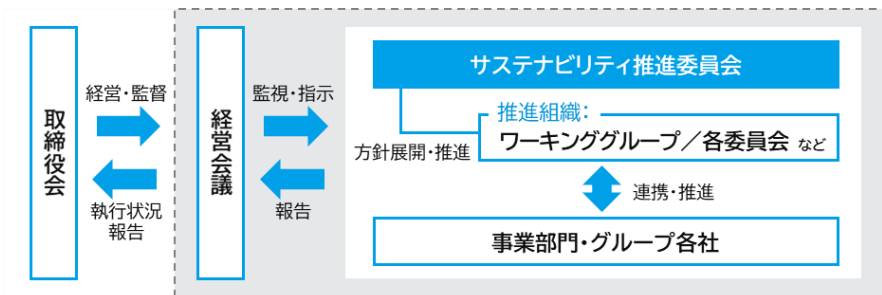 取締役会
経営・監督
執行状況
報告
経営会議
監視・指示
報告
サステナビリティ推進委員会
推進組織：
ワーキンググループ／各委員会 など
方針展開・推進
連携・推進
事業部門・グループ各社